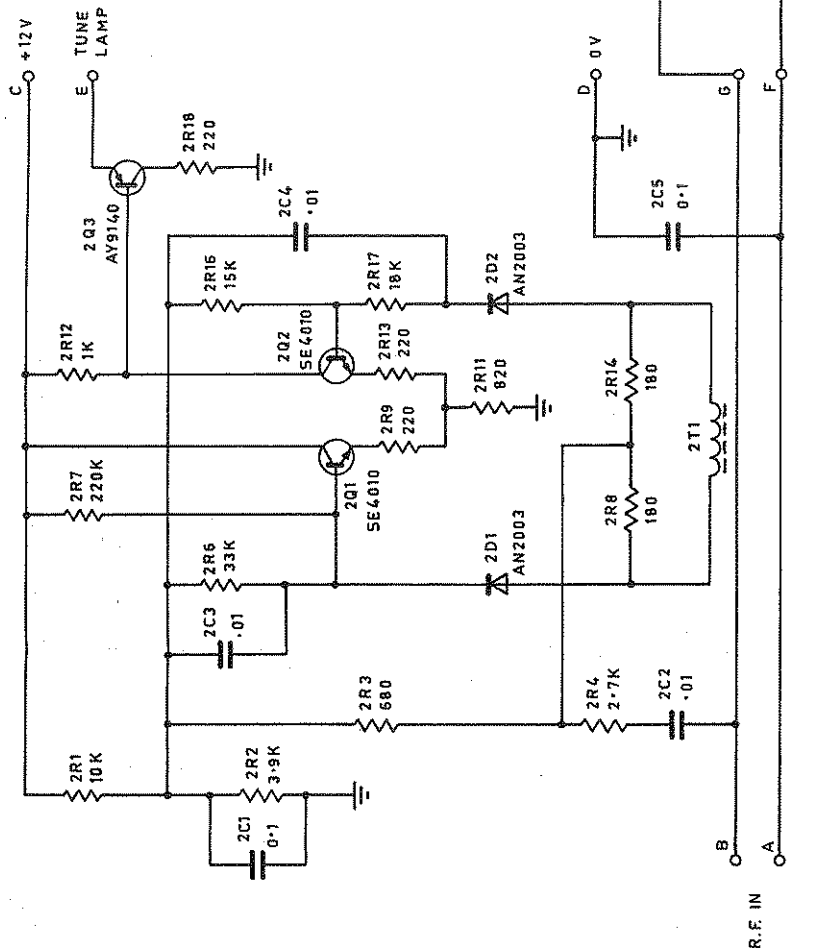 C
+12V
E
TUNE
LAMP
2R18
220
2Q3
AY9140
2R12
1K
2C4
·01
2R16
15K
2R17
18K
2Q2
SE4010
2R13
220
2R11
820
2R9
220
2Q1
SE4010
2R7
220K
2R6
33K
2C3
·01
2R1
10K
2R2
3·9K
2C1
0·1
2R3
680
2R4
2·7K
2C2
·01
2D1
AN2003
2D2
AN2003
2R8
180
2R14
180
2T1
D
0V
2C5
0·1
G
F
B
A
R.F. IN